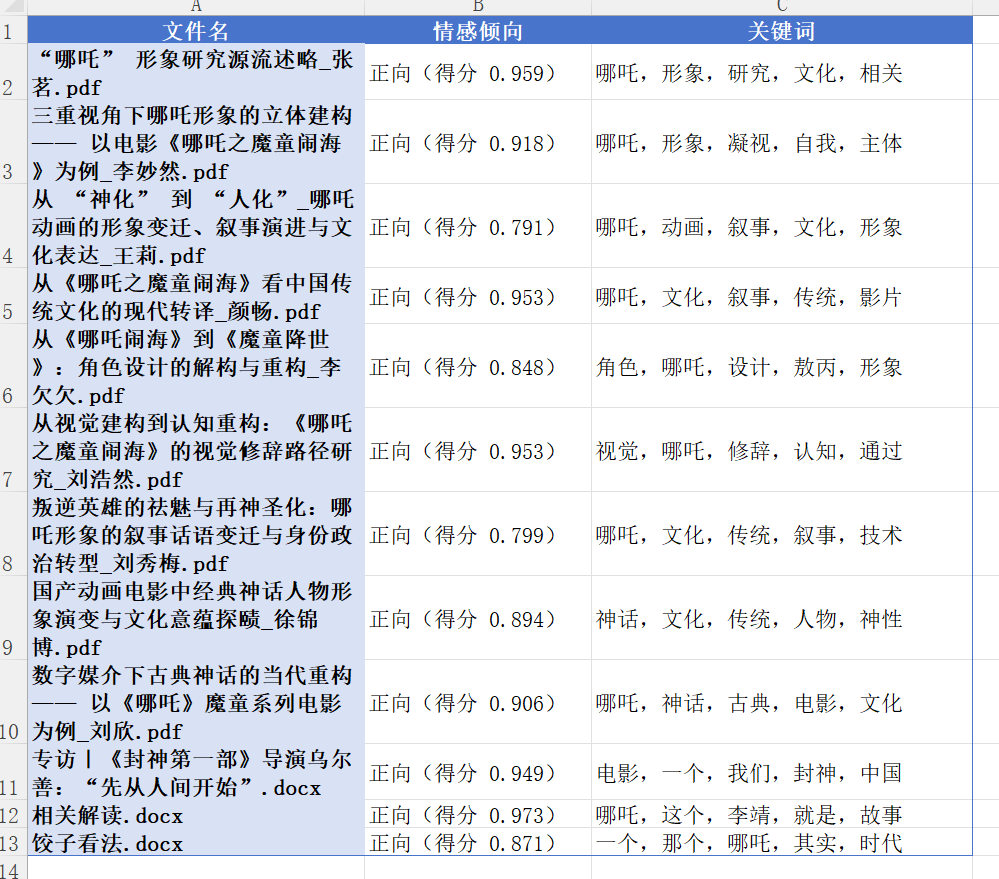 A B C
1 文件名 情感倾向 关键词
“哪吒” 形象研究源流述略_张
2 茗.pdf 正向（得分 0.959） 哪吒，形象，研究，文化，相关
三重视角下哪吒形象的立体建构
—— 以电影《哪吒之魔童闹海
3 》为例_李妙然.pdf 正向（得分 0.918） 哪吒，形象，凝视，自我，主体
从 “神化” 到 “人化”_哪吒
动画的形象变迁、叙事演进与文
4 化表达_王莉.pdf 正向（得分 0.791） 哪吒，动画，叙事，文化，形象
从《哪吒之魔童闹海》看中国传
5 统文化的现代转译_颜畅.pdf 正向（得分 0.953） 哪吒，文化，叙事，传统，影片
从《哪吒闹海》到《魔童降世
》：角色设计的解构与重构_李
6 欠欠.pdf 正向（得分 0.848） 角色，哪吒，设计，敖丙，形象
从视觉建构到认知重构：《哪吒
之魔童闹海》的视觉修辞路径研
7 究_刘浩然.pdf 正向（得分 0.953） 视觉，哪吒，修辞，认知，通过
叛逆英雄的祛魅与再神圣化：哪
吒形象的叙事话语变迁与身份政
8 治转型_刘秀梅.pdf 正向（得分 0.799） 哪吒，文化，传统，叙事，技术
国产动画电影中经典神话人物形
象演变与文化意蕴探赜_徐锦
9 博.pdf 正向（得分 0.894） 神话，文化，传统，人物，神性
数字媒介下古典神话的当代重构
—— 以《哪吒》魔童系列电影
10 为例_刘欣.pdf 正向（得分 0.906） 哪吒，神话，古典，电影，文化
专访丨《封神第一部》导演乌尔
11 善：“先从人间开始”.docx 正向（得分 0.949） 电影，一个，我们，封神，中国
12 相关解读.docx 正向（得分 0.973） 哪吒，这个，李靖，就是，故事
13 饺子看法.docx 正向（得分 0.871） 一个，那个，哪吒，其实，时代
14